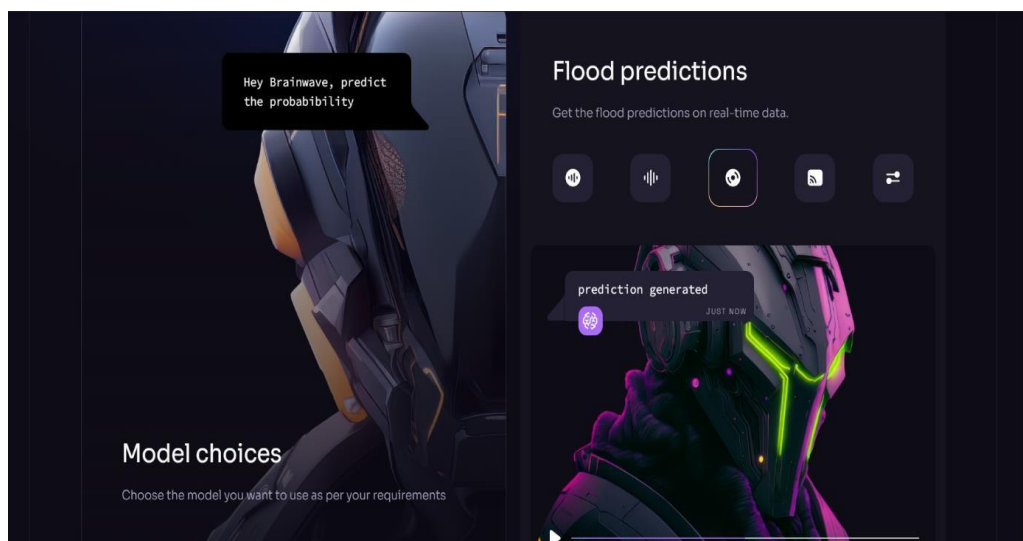 Hey Brainwave, predict
the probabibility
Model choices
Choose the model you want to use as per your requirements
Flood predictions
Get the flood predictions on real-time data.
prediction generated
JUST NOW